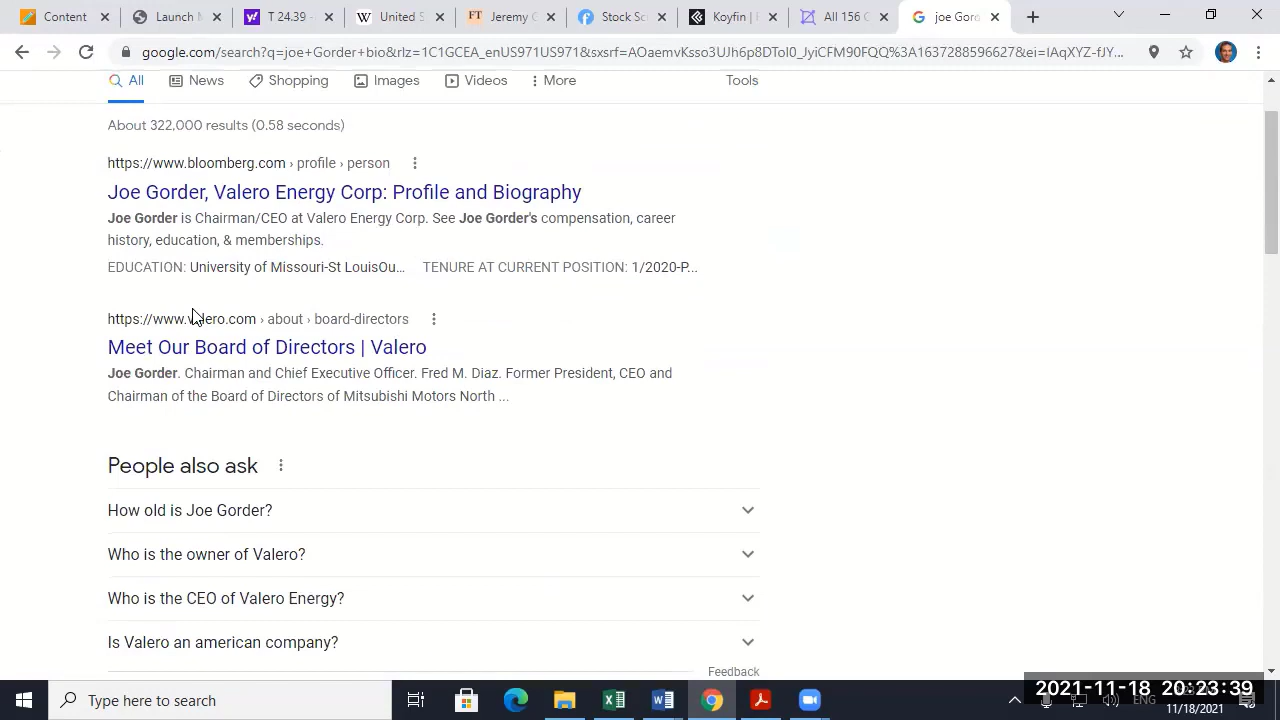 Content
Launch M
T 24.39 -
United S
Jeremy G
Stock Sc
Koyfin | F
All 156 C
joe Gord
google.com/search?q=joe+Gorder+bio&rlz=1C1GCEA_enUS971US971&sxsrf=AOaemvKsso3UJh6p8DToI0_JyiCFM90FQQ%3A1637288596627&ei=IAqXYZ-fJY...
All
News
Shopping
Images
Videos
More
Tools
About 322,000 results (0.58 seconds)
https://www.bloomberg.com › profile › person
Joe Gorder, Valero Energy Corp: Profile and Biography
Joe Gorder is Chairman/CEO at Valero Energy Corp. See Joe Gorder's compensation, career
history, education, & memberships.
EDUCATION: University of Missouri-St LouisOu... TENURE AT CURRENT POSITION: 1/2020-P...
https://www.valero.com › about › board-directors
Meet Our Board of Directors | Valero
Joe Gorder. Chairman and Chief Executive Officer. Fred M. Diaz. Former President, CEO and
Chairman of the Board of Directors of Mitsubishi Motors North ...
People also ask
How old is Joe Gorder?
Who is the owner of Valero?
Who is the CEO of Valero Energy?
Is Valero an american company?
Feedback
Type here to search
2021-11-18 20:23:39
ENG
11/18/2021